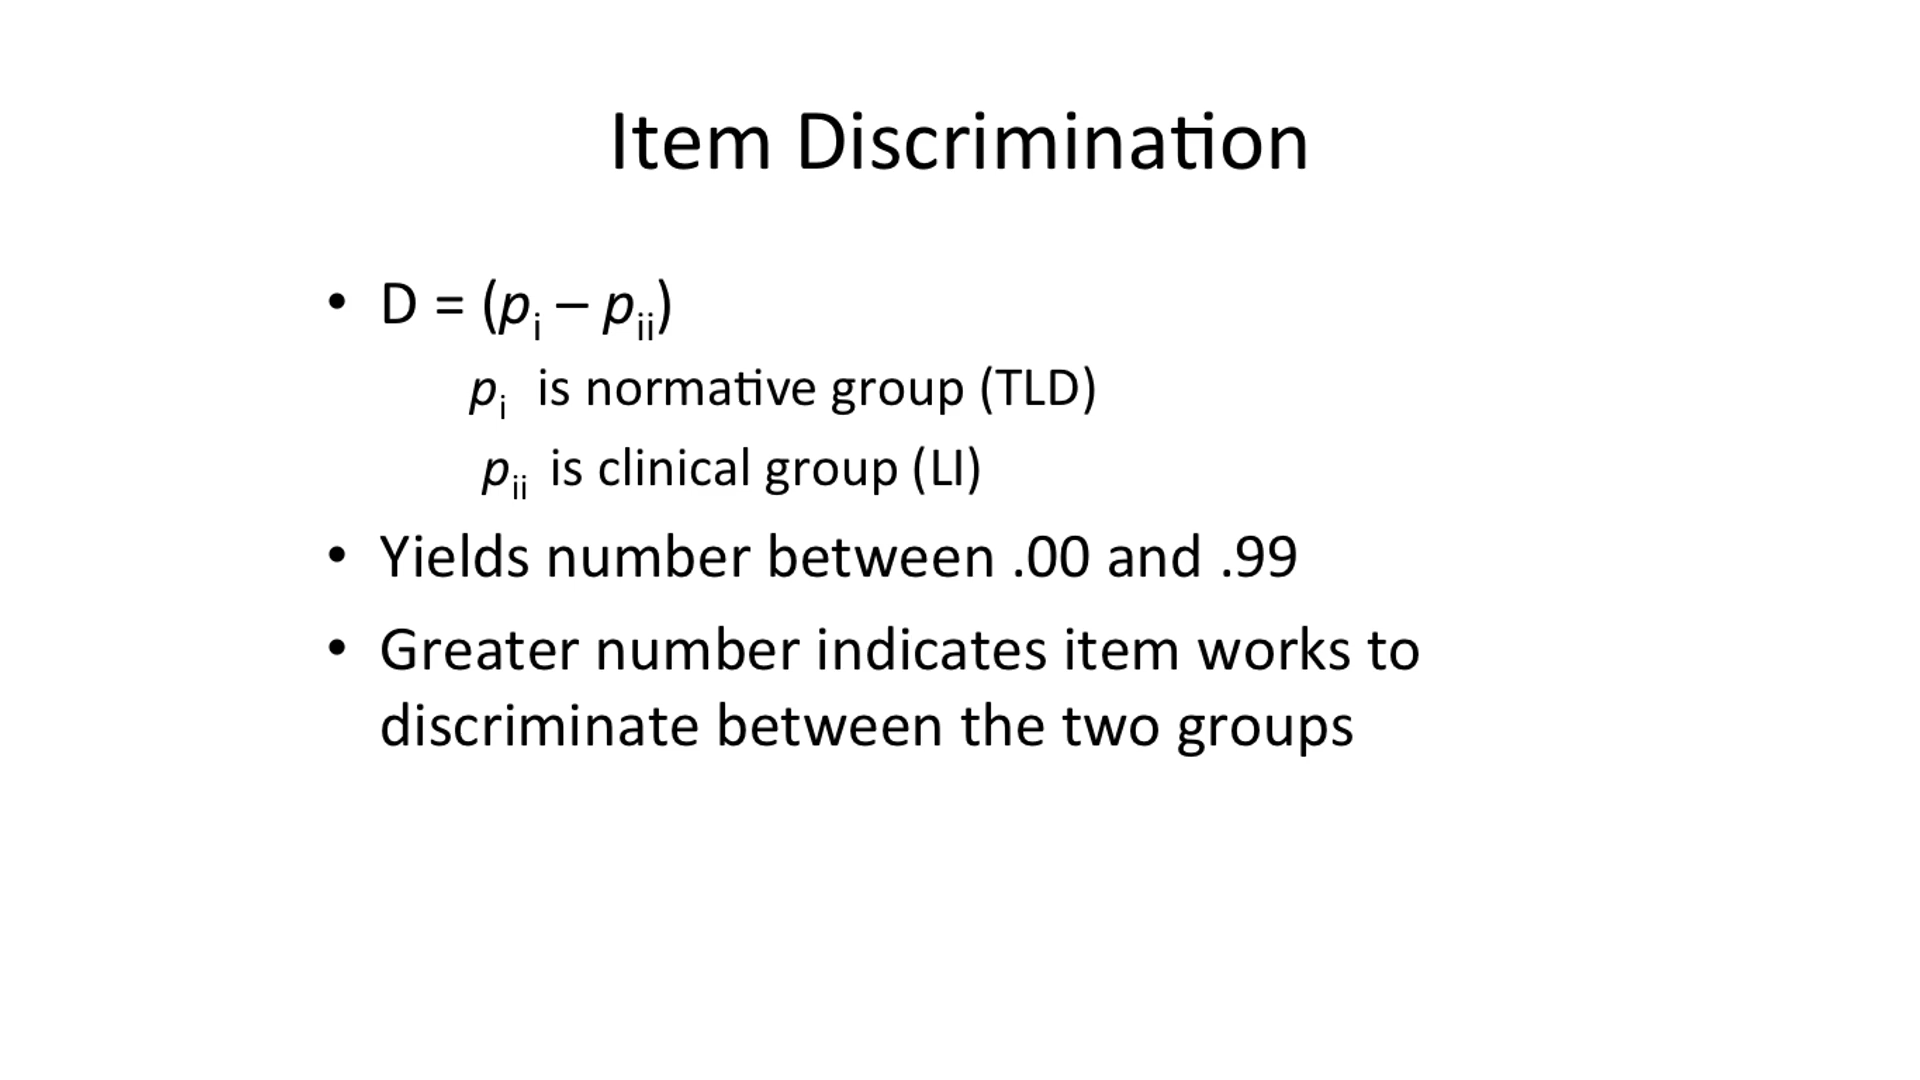 Item Discrimination
• D = (pi – pii)
pi is normative group (TLD)
pii is clinical group (LI)
• Yields number between .00 and .99
• Greater number indicates item works to
discriminate between the two groups